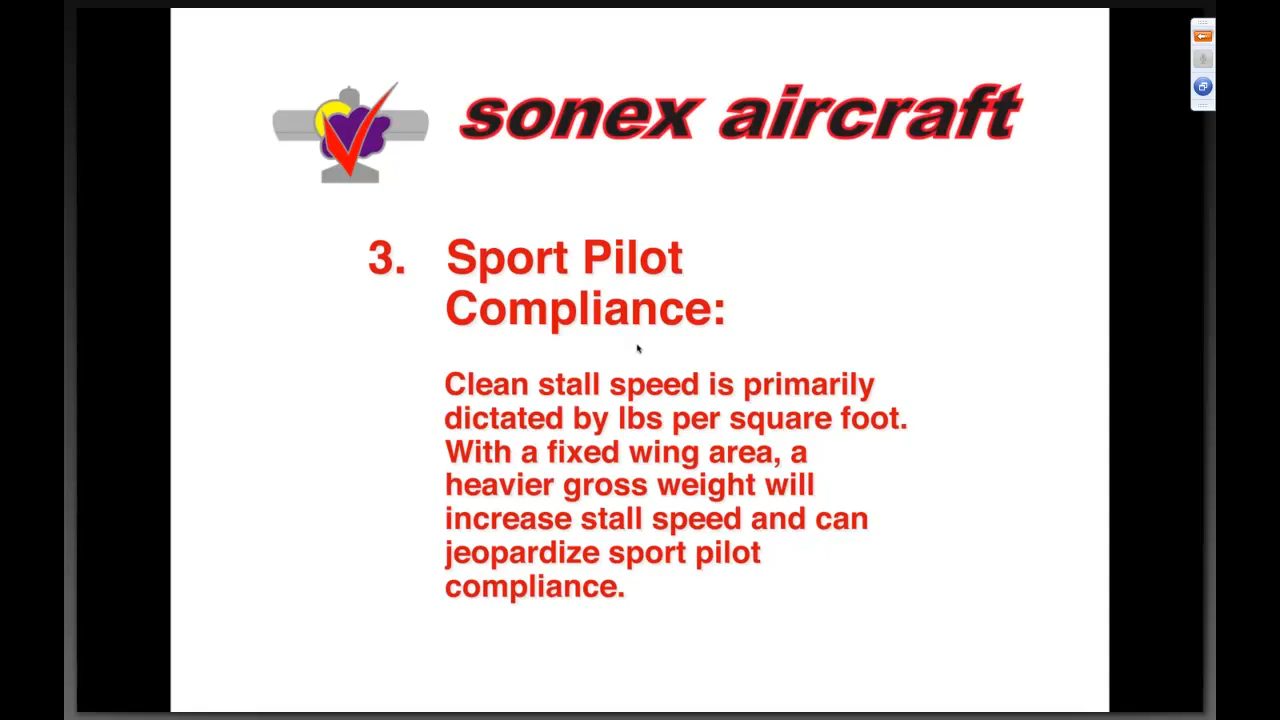 sonex aircraft
3. Sport Pilot
Compliance:
Clean stall speed is primarily
dictated by lbs per square foot.
With a fixed wing area, a
heavier gross weight will
increase stall speed and can
jeopardize sport pilot
compliance.